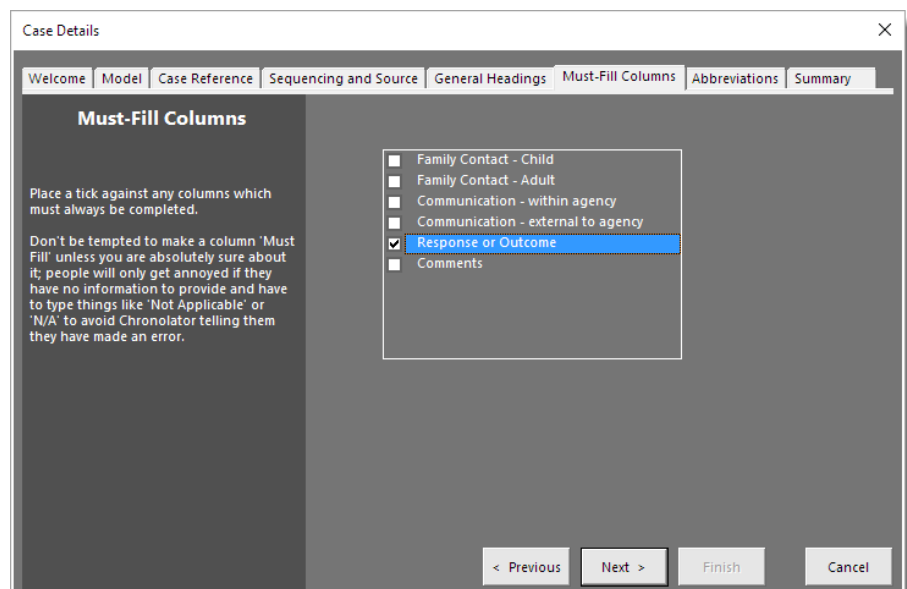 Case Details
Welcome Model Case Reference Sequencing and Source General Headings Must-Fill Columns Abbreviations Summary
Must-Fill Columns
Place a tick against any columns which
must always be completed.
Don't be tempted to make a column 'Must
Fill' unless you are absolutely sure about
it; people will only get annoyed if they
have no information to provide and have
to type things like 'Not Applicable' or
'N/A' to avoid Chronolator telling them
they have made an error.
Family Contact - Child
Family Contact - Adult
Communication - within agency
Communication - external to agency
Response or Outcome
Comments
< Previous Next > Finish Cancel